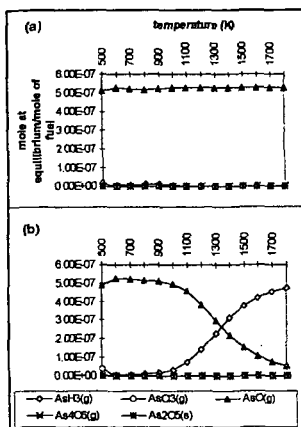 (a)
temperature (K)
500 700 900 1100 1300 1500 1700
6.00E-07
5.00E-07
4.00E-07
3.00E-07
2.00E-07
1.00E-07
0.00E+00
mole at
equilibrium/mole of
fuel
(b)
500 700 900 1100 1300 1500 1700
6.00E-07
5.00E-07
4.00E-07
3.00E-07
2.00E-07
1.00E-07
0.00E+00
AsH3(g) AsO3(g) AsO(g)
As4O6(g) As2O5(s)